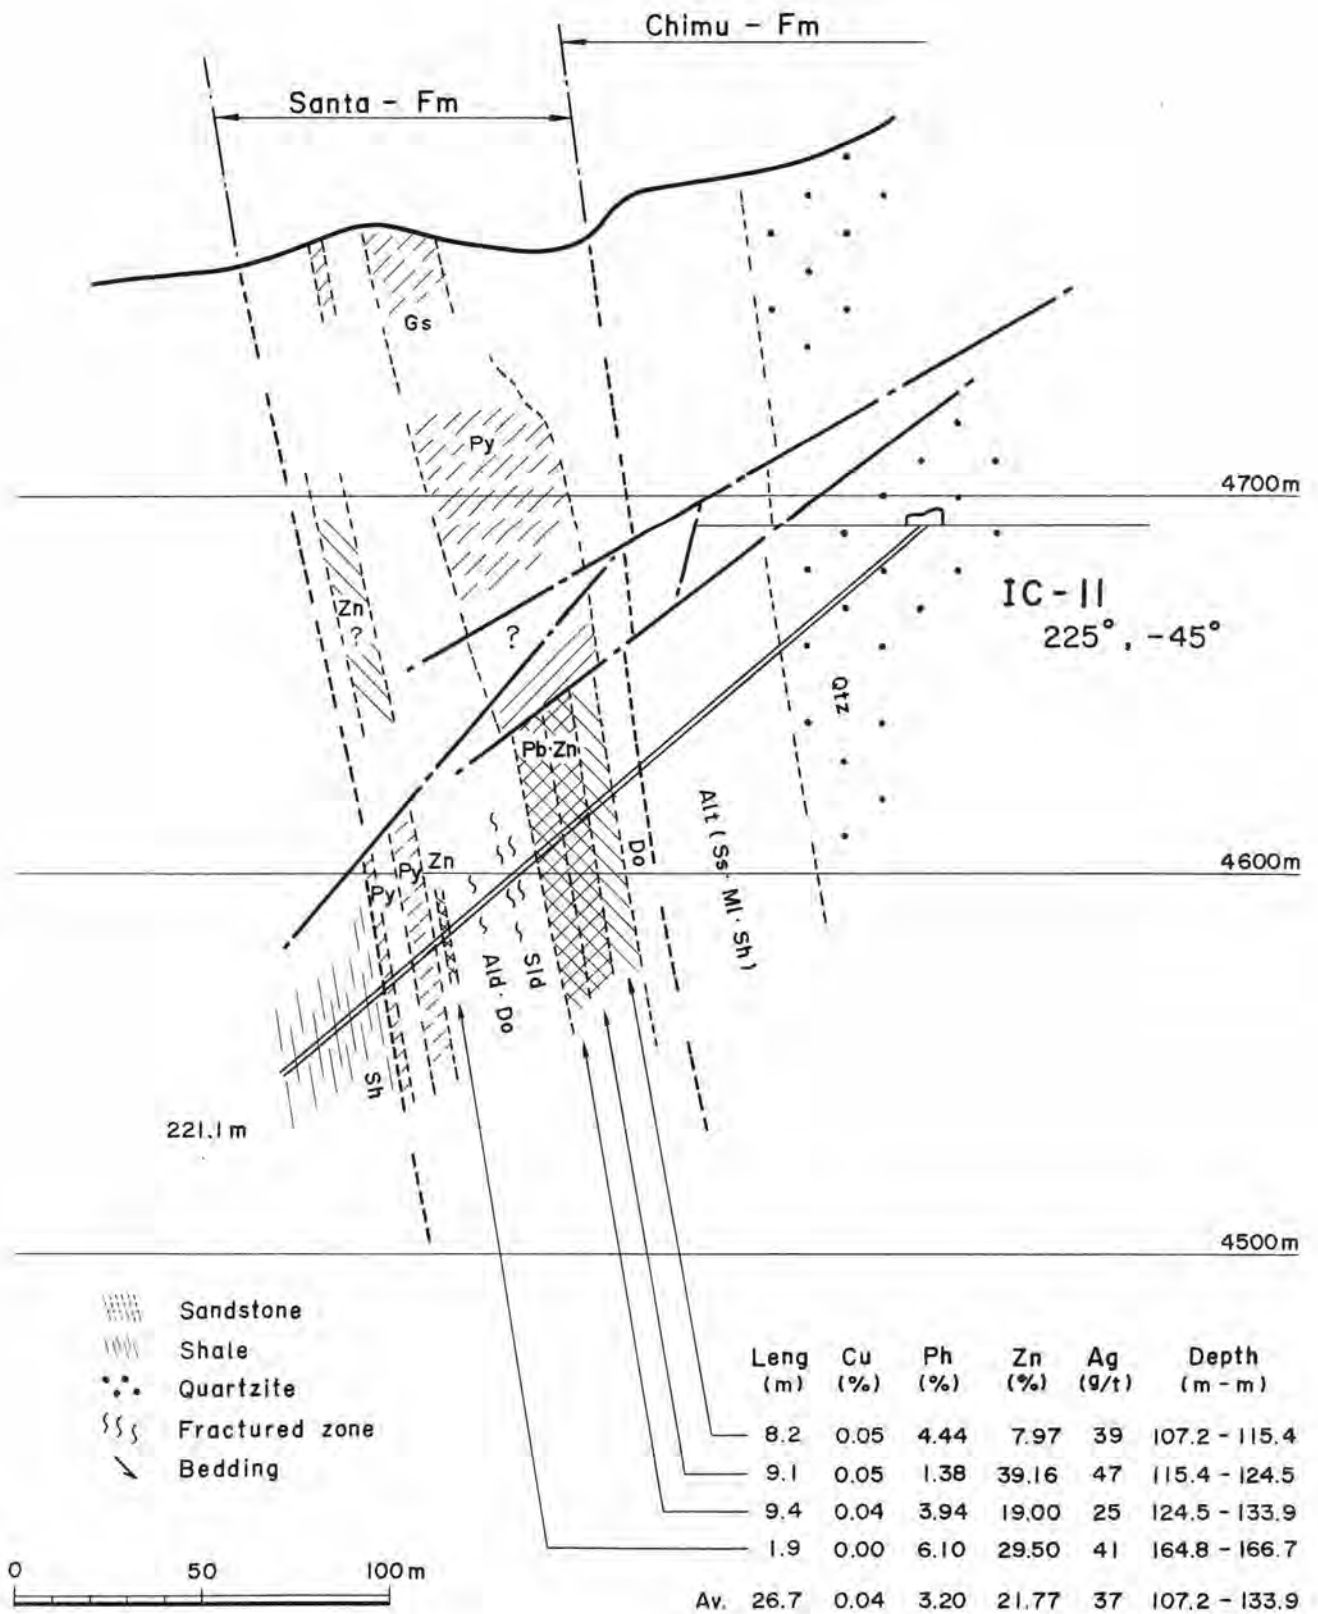 Chimu - Fm
Santa - Fm
Gs
Py
4700m
IC-11
225°, -45°
Zn
?
?
Qtz
Pb·Zn
Alt (Ss·Ml·Sh)
Do
4600m
Py
Zn
Py
Sld
Ald·Do
Sh
221.1m
4500m
Sandstone
Shale
Quartzite
Fractured zone
Bedding
Leng Cu Ph Zn Ag Depth
(m) (%) (%) (%) (g/t) (m-m)
8.2 0.05 4.44 7.97 39 107.2 - 115.4
9.1 0.05 1.38 39.16 47 115.4 - 124.5
9.4 0.04 3.94 19.00 25 124.5 - 133.9
1.9 0.00 6.10 29.50 41 164.8 - 166.7
Av. 26.7 0.04 3.20 21.77 37 107.2 - 133.9
0 50 100m